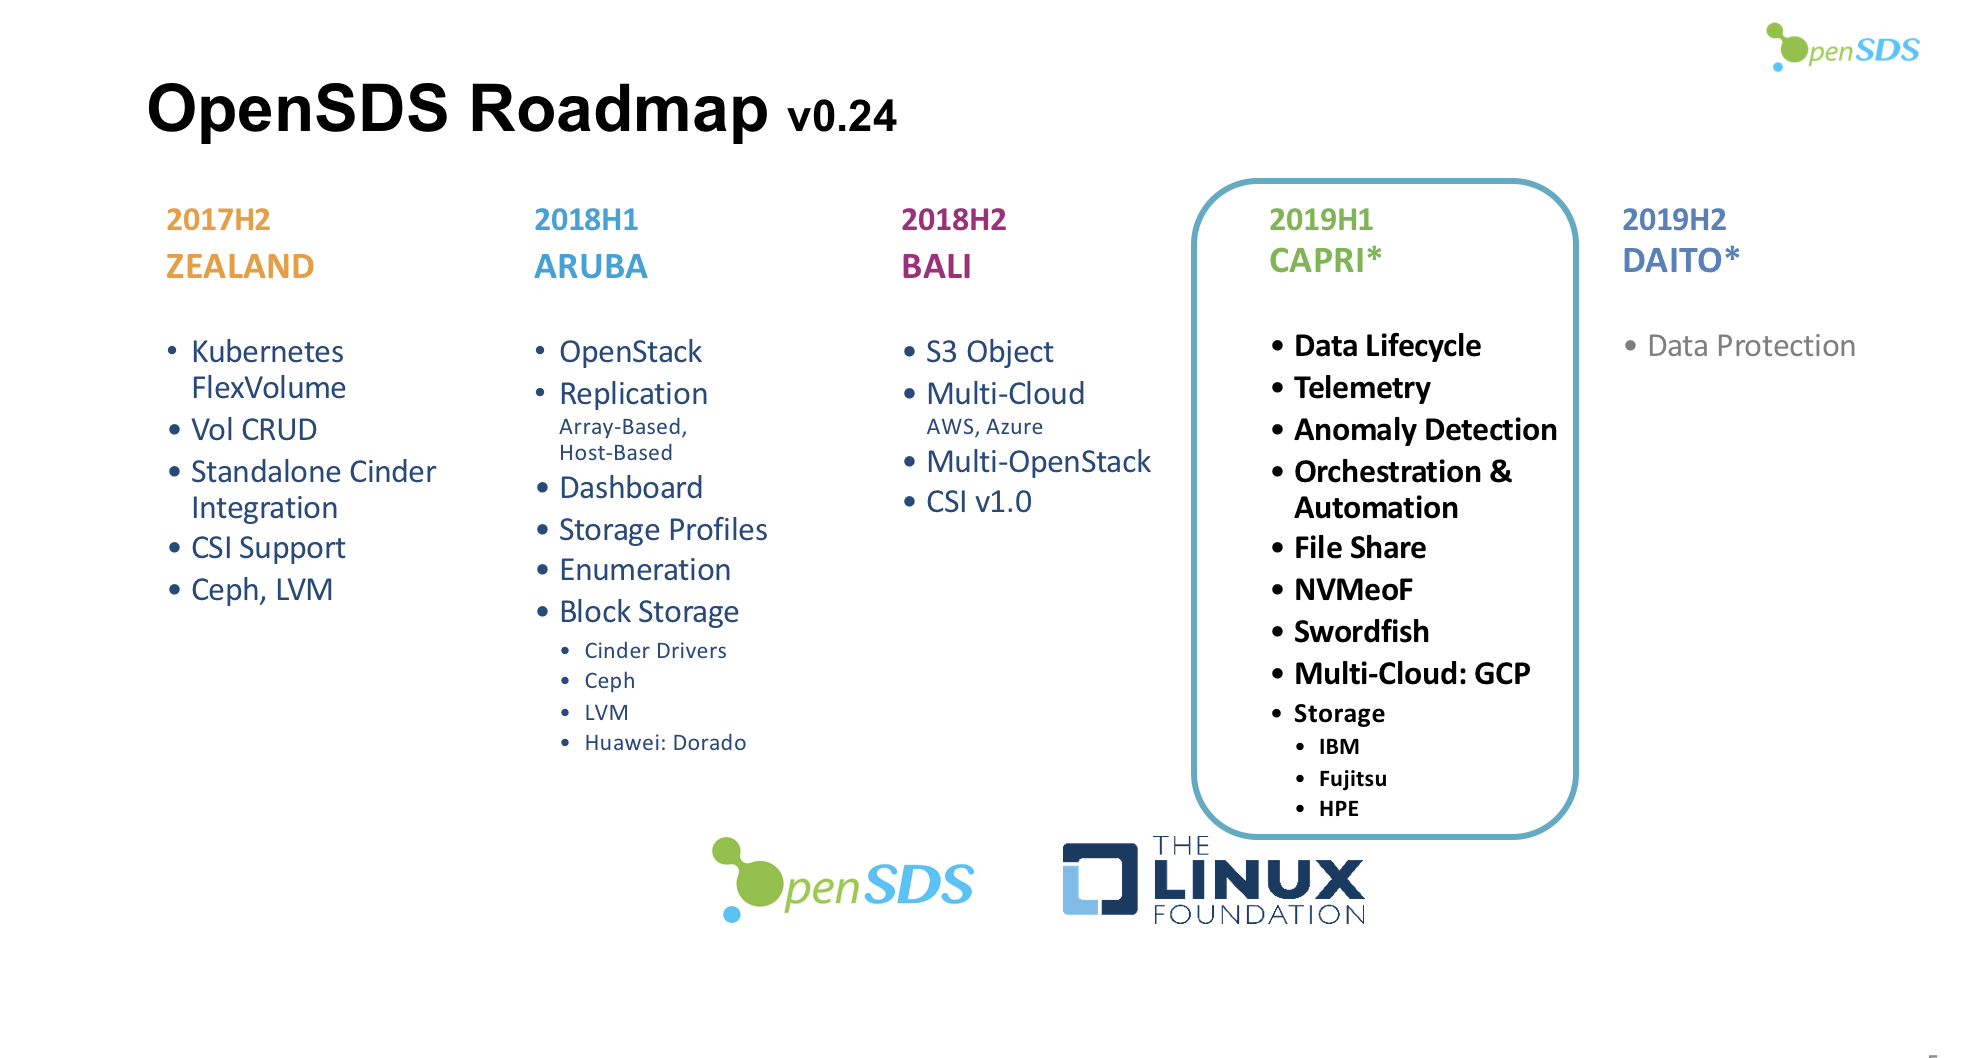 OpenSDS
OpenSDS Roadmap v0.24
2017H2
ZEALAND
• Kubernetes
FlexVolume
• Vol CRUD
• Standalone Cinder
Integration
• CSI Support
• Ceph, LVM
2018H1
ARUBA
• OpenStack
• Replication
Array-Based,
Host-Based
• Dashboard
• Storage Profiles
• Enumeration
• Block Storage
• Cinder Drivers
• Ceph
• LVM
• Huawei: Dorado
2018H2
BALI
• S3 Object
• Multi-Cloud
AWS, Azure
• Multi-OpenStack
• CSI v1.0
2019H1
CAPRI*
• Data Lifecycle
• Telemetry
• Anomaly Detection
• Orchestration &
Automation
• File Share
• NVMeoF
• Swordfish
• Multi-Cloud: GCP
• Storage
• IBM
• Fujitsu
• HPE
2019H2
DAITO*
• Data Protection
OpenSDS
THE
LINUX
FOUNDATION